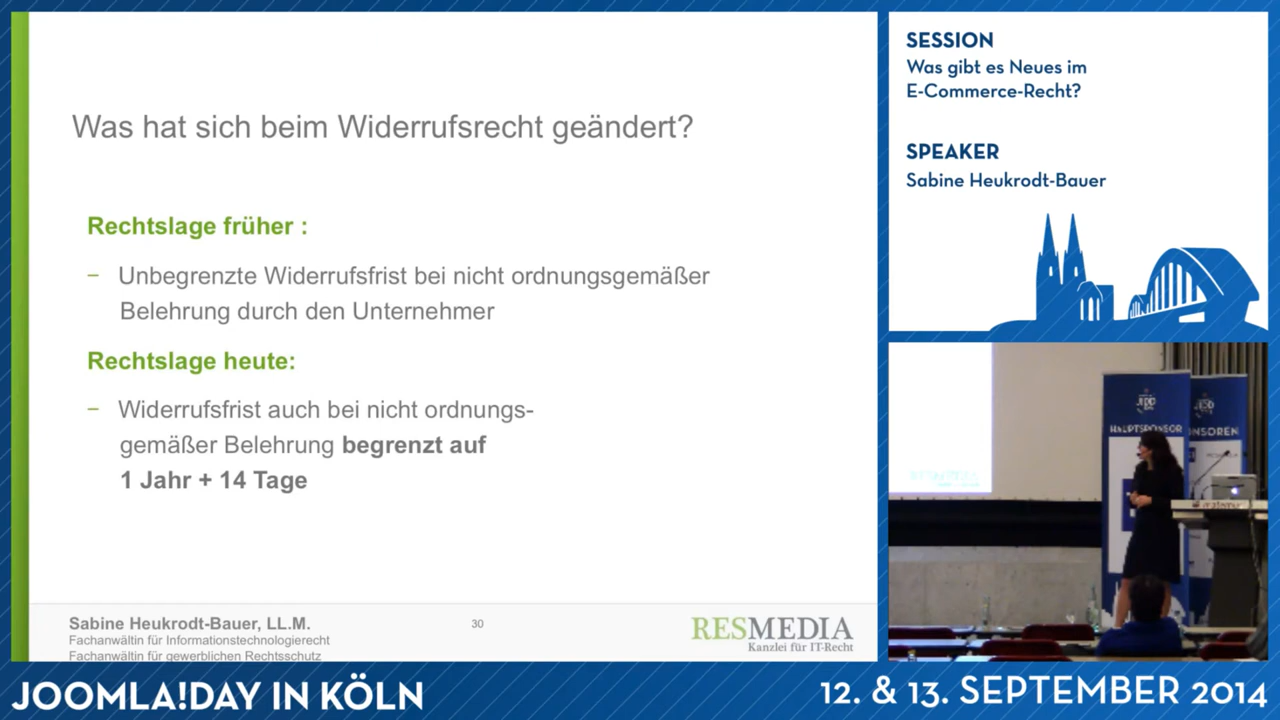 Was hat sich beim Widerrufsrecht geändert?
Rechtslage früher :
– Unbegrenzte Widerrufsfrist bei nicht ordnungsgemäßer
Belehrung durch den Unternehmer
Rechtslage heute:
– Widerrufsfrist auch bei nicht ordnungs-
gemäßer Belehrung begrenzt auf
1 Jahr + 14 Tage
Sabine Heukrodt-Bauer, LL.M.
Fachanwältin für Informationstechnologierecht
Fachanwältin für gewerblichen Rechtsschutz
30
RESMEDIA
Kanzlei für IT-Recht
SESSION
Was gibt es Neues im
E-Commerce-Recht?
SPEAKER
Sabine Heukrodt-Bauer
HAUPTSPONSOR
JOOMLA!DAY IN KÖLN
12. & 13. SEPTEMBER 2014